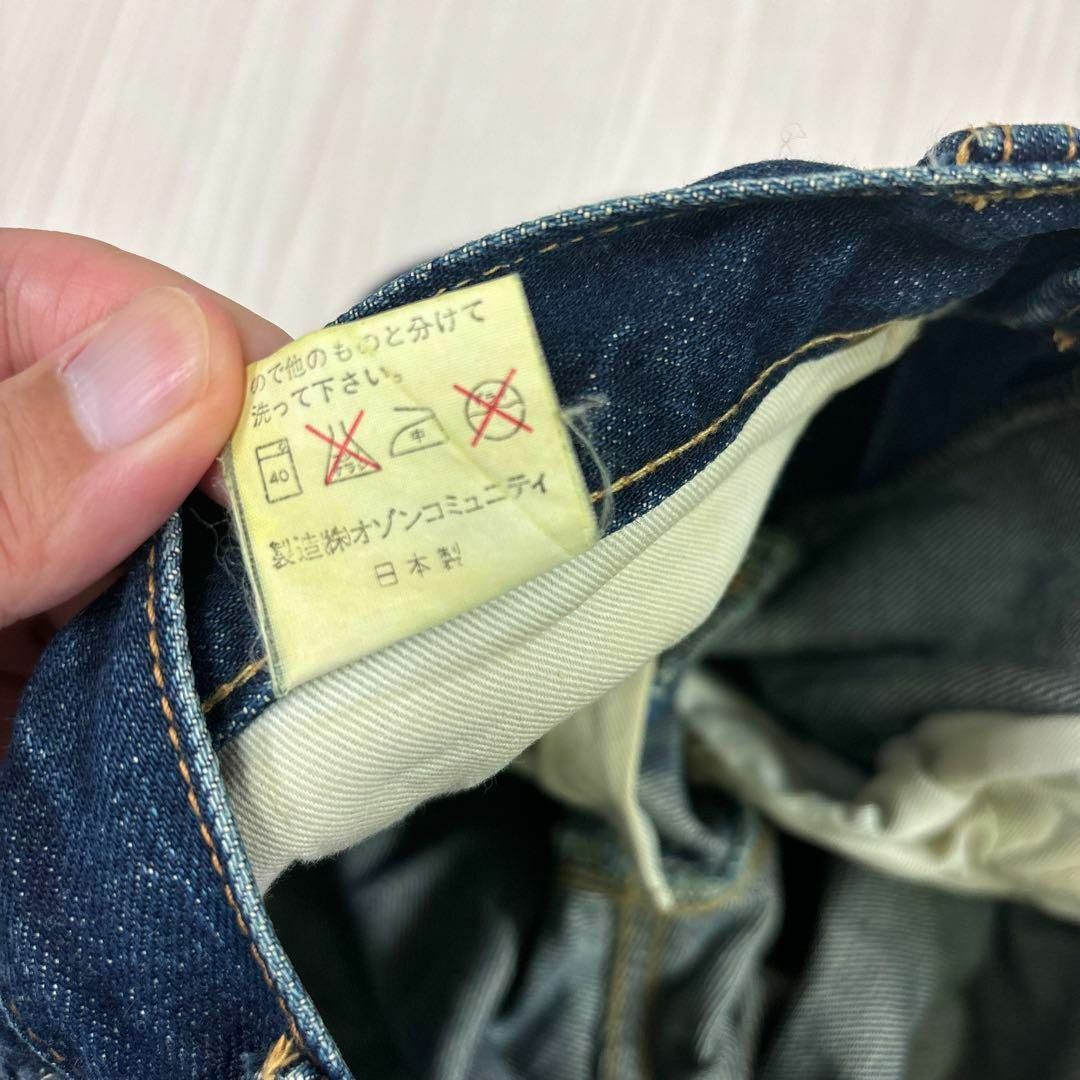 ので他のものと分けて
洗って下さい。
40
中
製造㈱オゾンコミュニティ
日本製